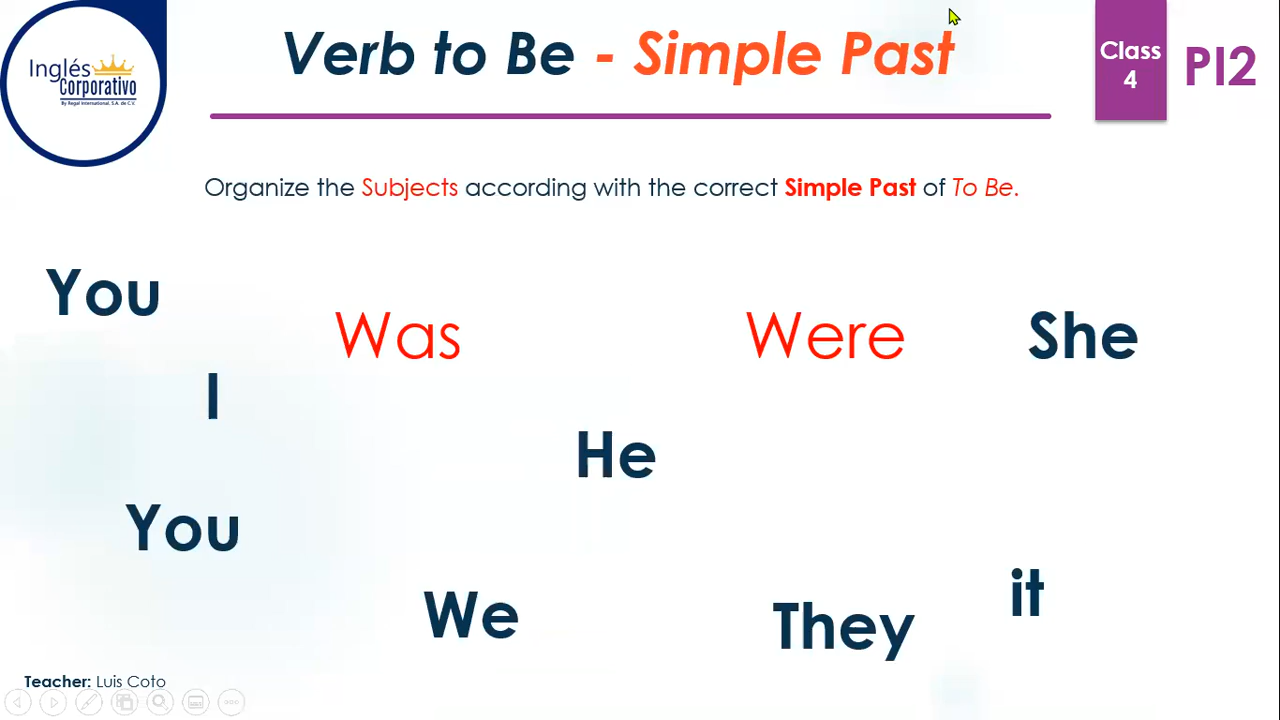 Inglés
Corporativo
By Regal International, S.A. de C.V.
Verb to Be - Simple Past
Class
4
PI2
Organize the Subjects according with the correct Simple Past of To Be.
You
Was
Were
She
I
He
You
We
They
it
Teacher: Luis Coto